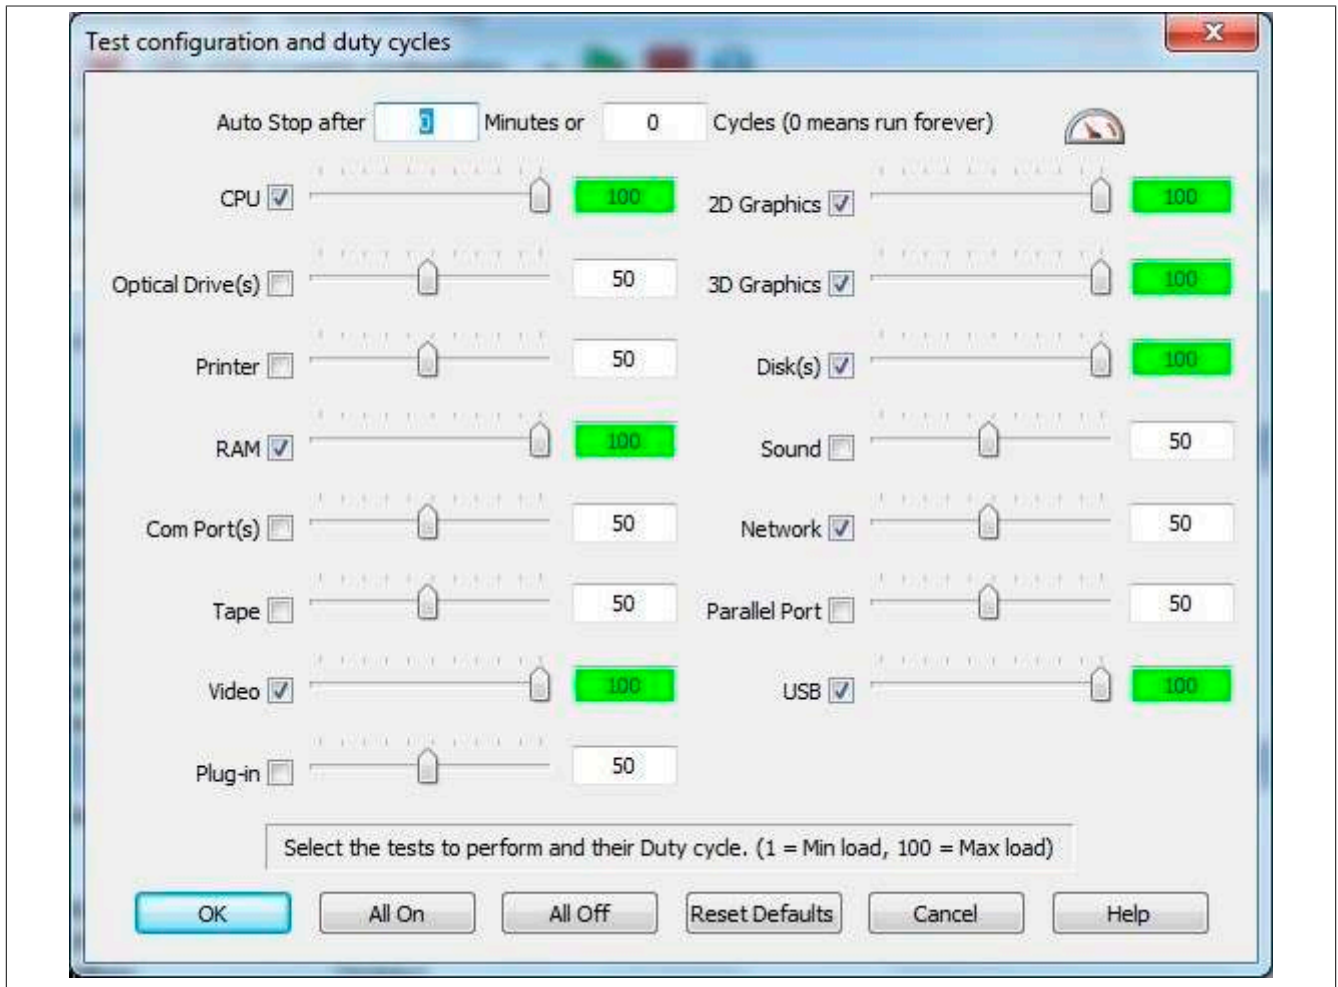 Test configuration and duty cycles
Auto Stop after 0 Minutes or 0 Cycles (0 means run forever)
CPU 100 2D Graphics 100
Optical Drive(s) 50 3D Graphics 100
Printer 50 Disk(s) 100
RAM 100 Sound 50
Com Port(s) 50 Network 50
Tape 50 Parallel Port 50
Video 100 USB 100
Plug-in 50
Select the tests to perform and their Duty cycle. (1 = Min load, 100 = Max load)
OK All On All Off Reset Defaults Cancel Help